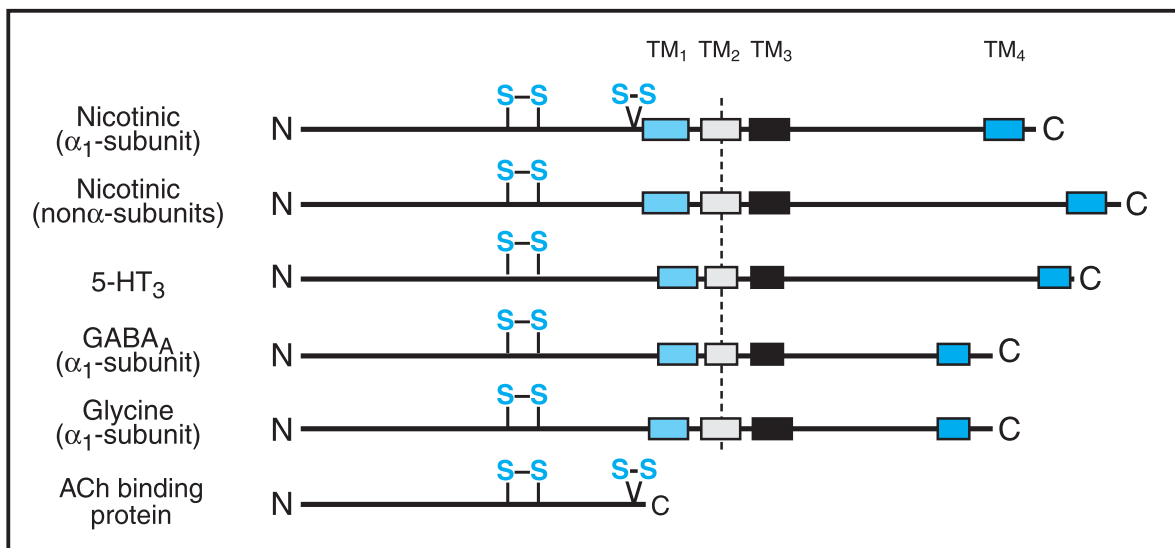 TM₁ TM₂ TM₃ TM₄
S–S S-S
Nicotinic
(α₁-subunit)
N C
S–S
Nicotinic
(nonα-subunits)
N C
S–S
5-HT₃
N C
S–S
GABA_A
(α₁-subunit)
N C
S–S
Glycine
(α₁-subunit)
N C
S–S S-S
ACh binding
protein
N C